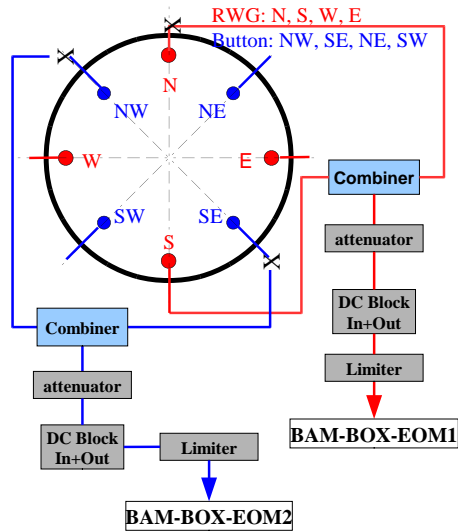 X
RWG: N, S, W, E
X
Button: NW, SE, NE, SW
N
NW
NE
W
E
Combiner
SW
SE
S
attenuator
X
DC Block
In+Out
Combiner
Limiter
attenuator
BAM-BOX-EOM1
DC Block
In+Out
Limiter
BAM-BOX-EOM2